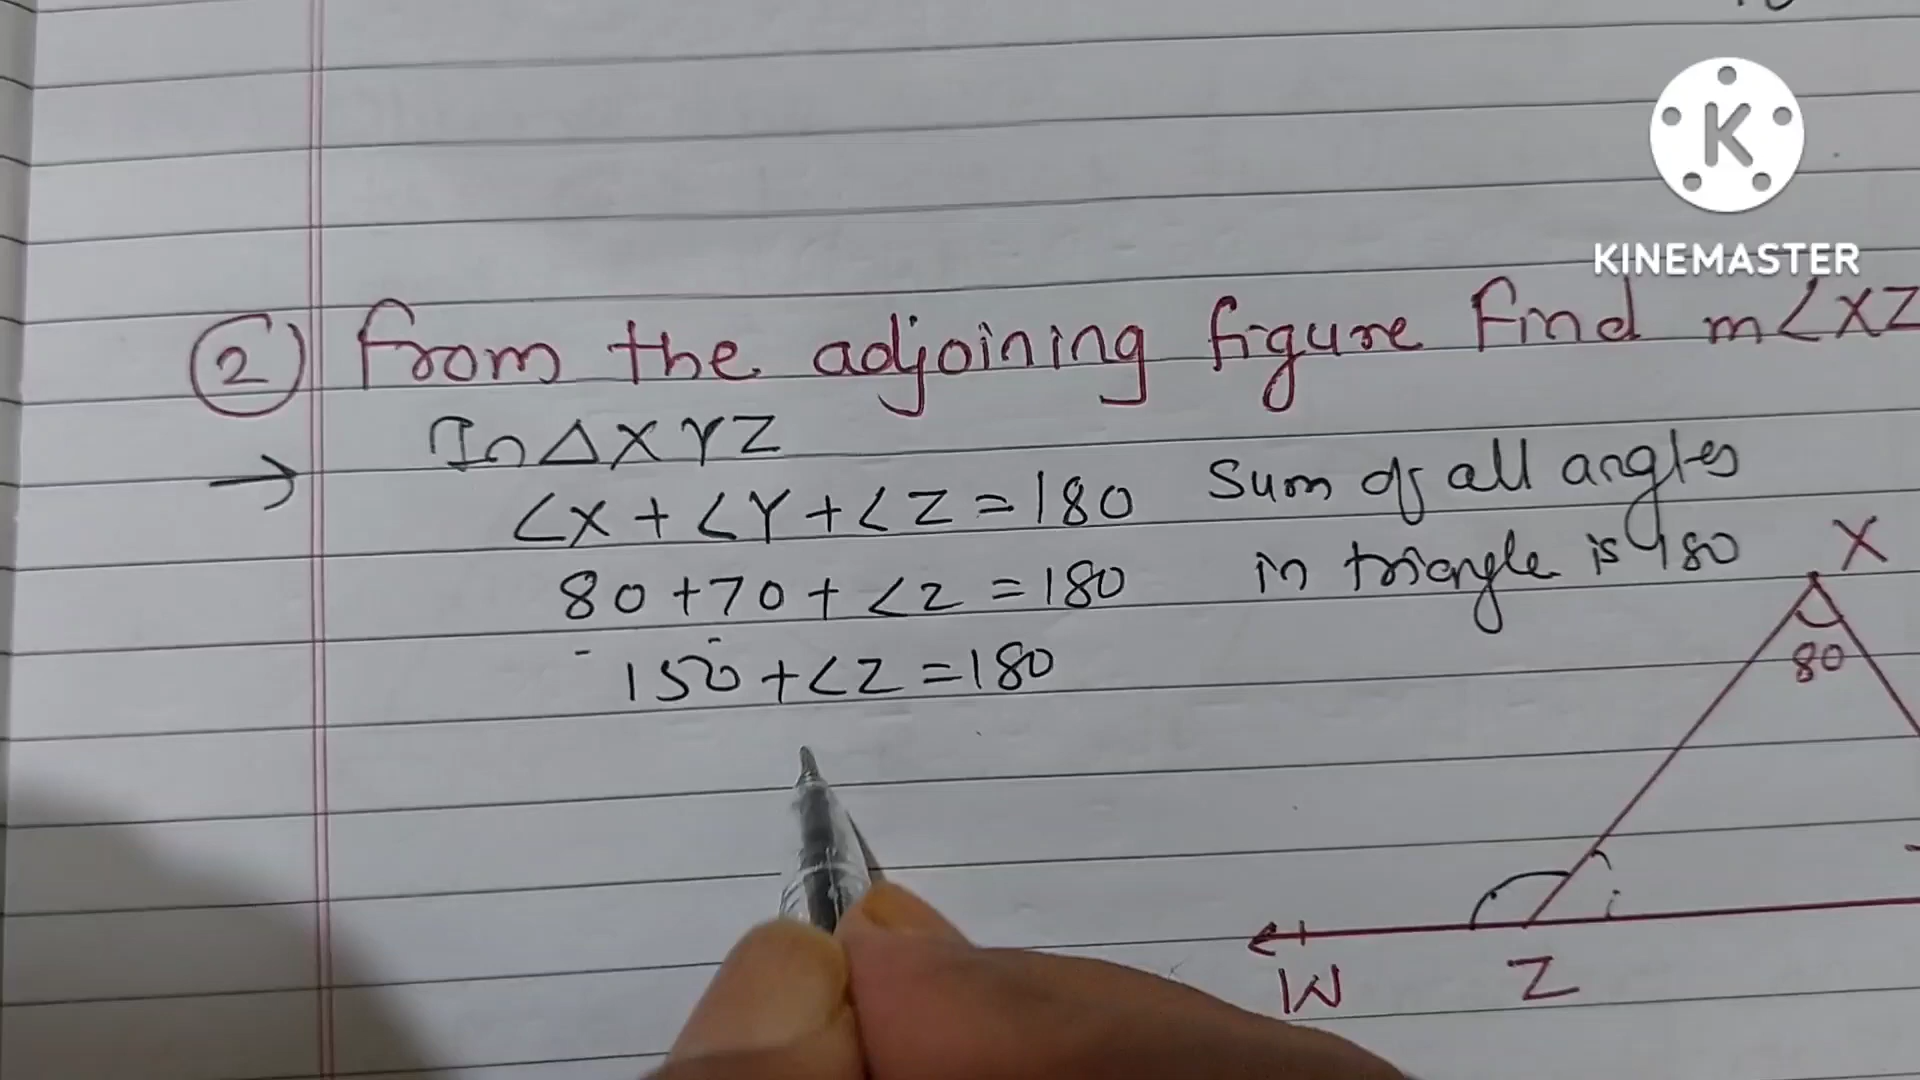 K
KINEMASTER
② From the adjoining figure Find m∠XZ
→ In △XYZ
∠X + ∠Y + ∠Z = 180 Sum of all angles
80 + 70 + ∠Z = 180 in triangle is 180
150 + ∠Z = 180
X
80
W Z